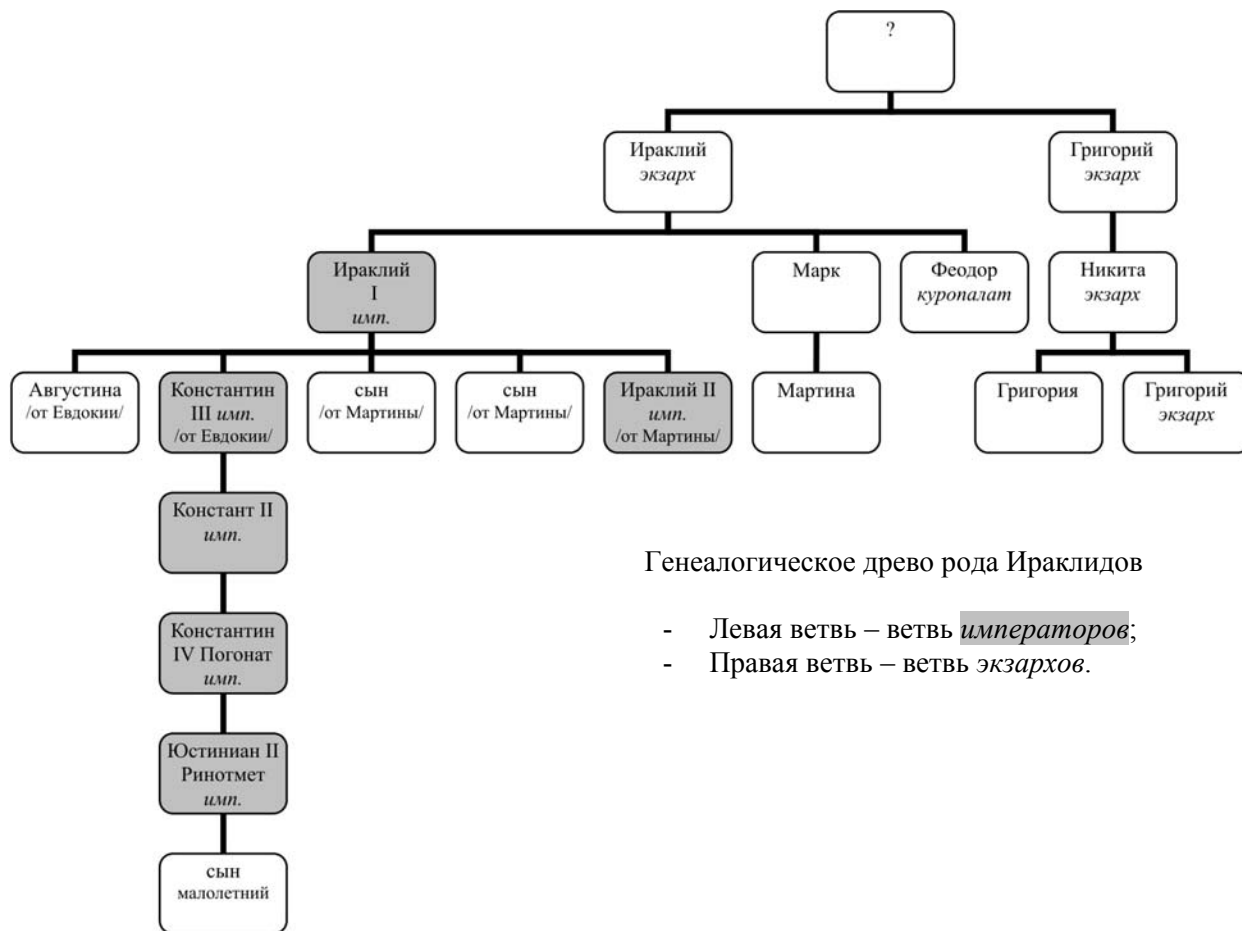 ?
Ираклий
экзарх
Григорий
экзарх
Ираклий
I
имп.
Марк
Феодор
куропалат
Никита
экзарх
Августина
/от Евдокии/
Константин
III имп.
/от Евдокии/
сын
/от Мартины/
сын
/от Мартины/
Ираклий II
имп.
/от Мартины/
Мартина
Григория
Григорий
экзарх
Констант II
имп.
Генеалогическое древо рода Ираклидов
- Левая ветвь – ветвь императоров;
- Правая ветвь – ветвь экзархов.
Константин
IV Погонат
имп.
Юстиниан II
Ринотмет
имп.
сын
малолетний